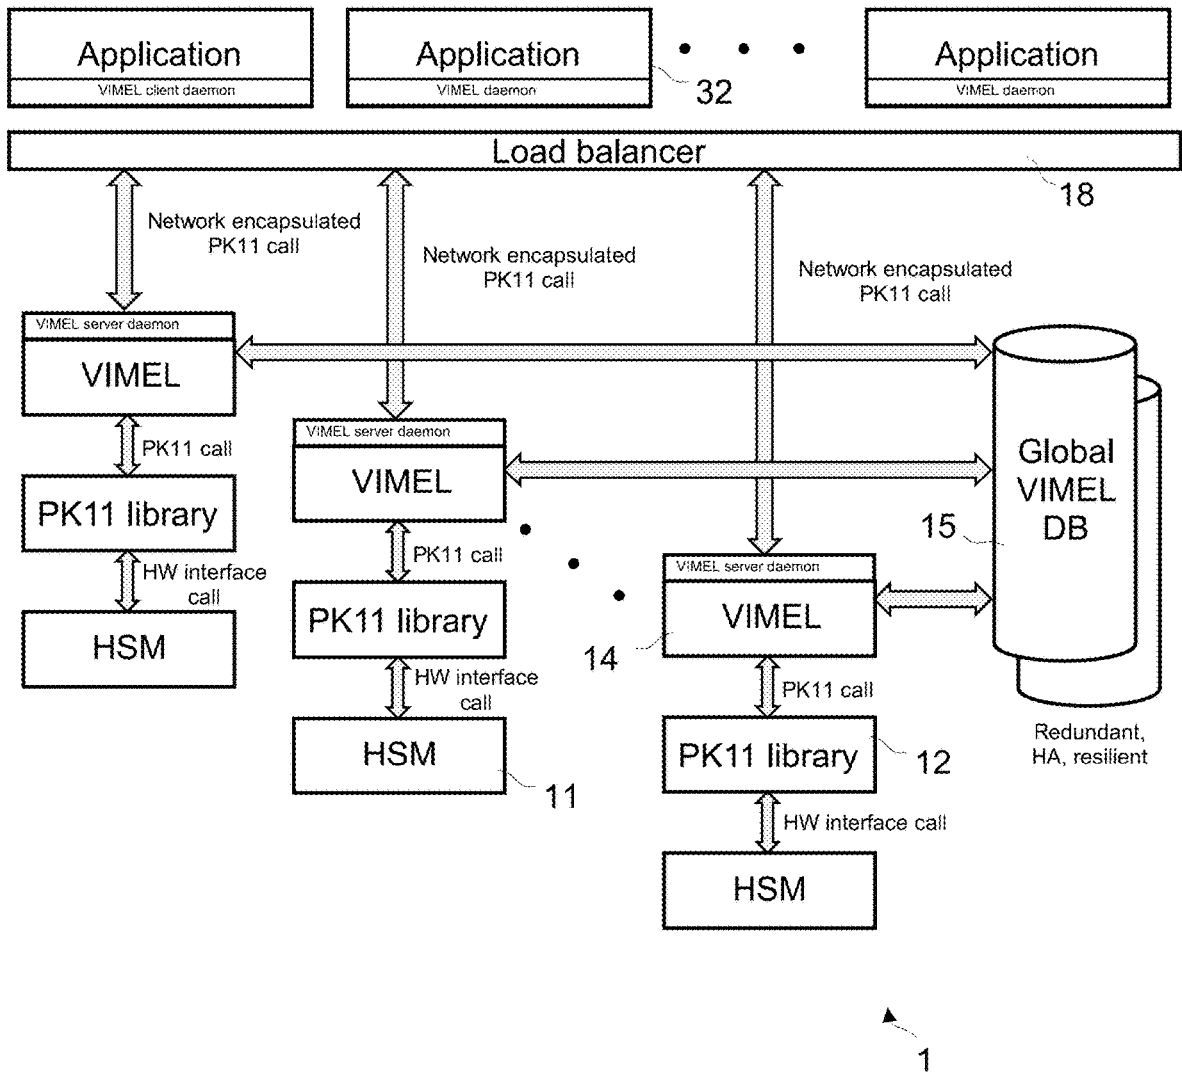 Application
VIMEL client daemon
Application
VIMEL daemon
32
Application
VIMEL daemon
Load balancer
18
Network encapsulated
PK11 call
Network encapsulated
PK11 call
Network encapsulated
PK11 call
VIMEL server daemon
VIMEL
PK11 call
PK11 library
HW interface
call
HSM
VIMEL server daemon
VIMEL
PK11 call
PK11 library
HW interface
call
HSM
11
VIMEL server daemon
VIMEL
14
PK11 call
PK11 library
12
HW interface call
HSM
Global
VIMEL
DB
15
Redundant,
HA, resilient
1